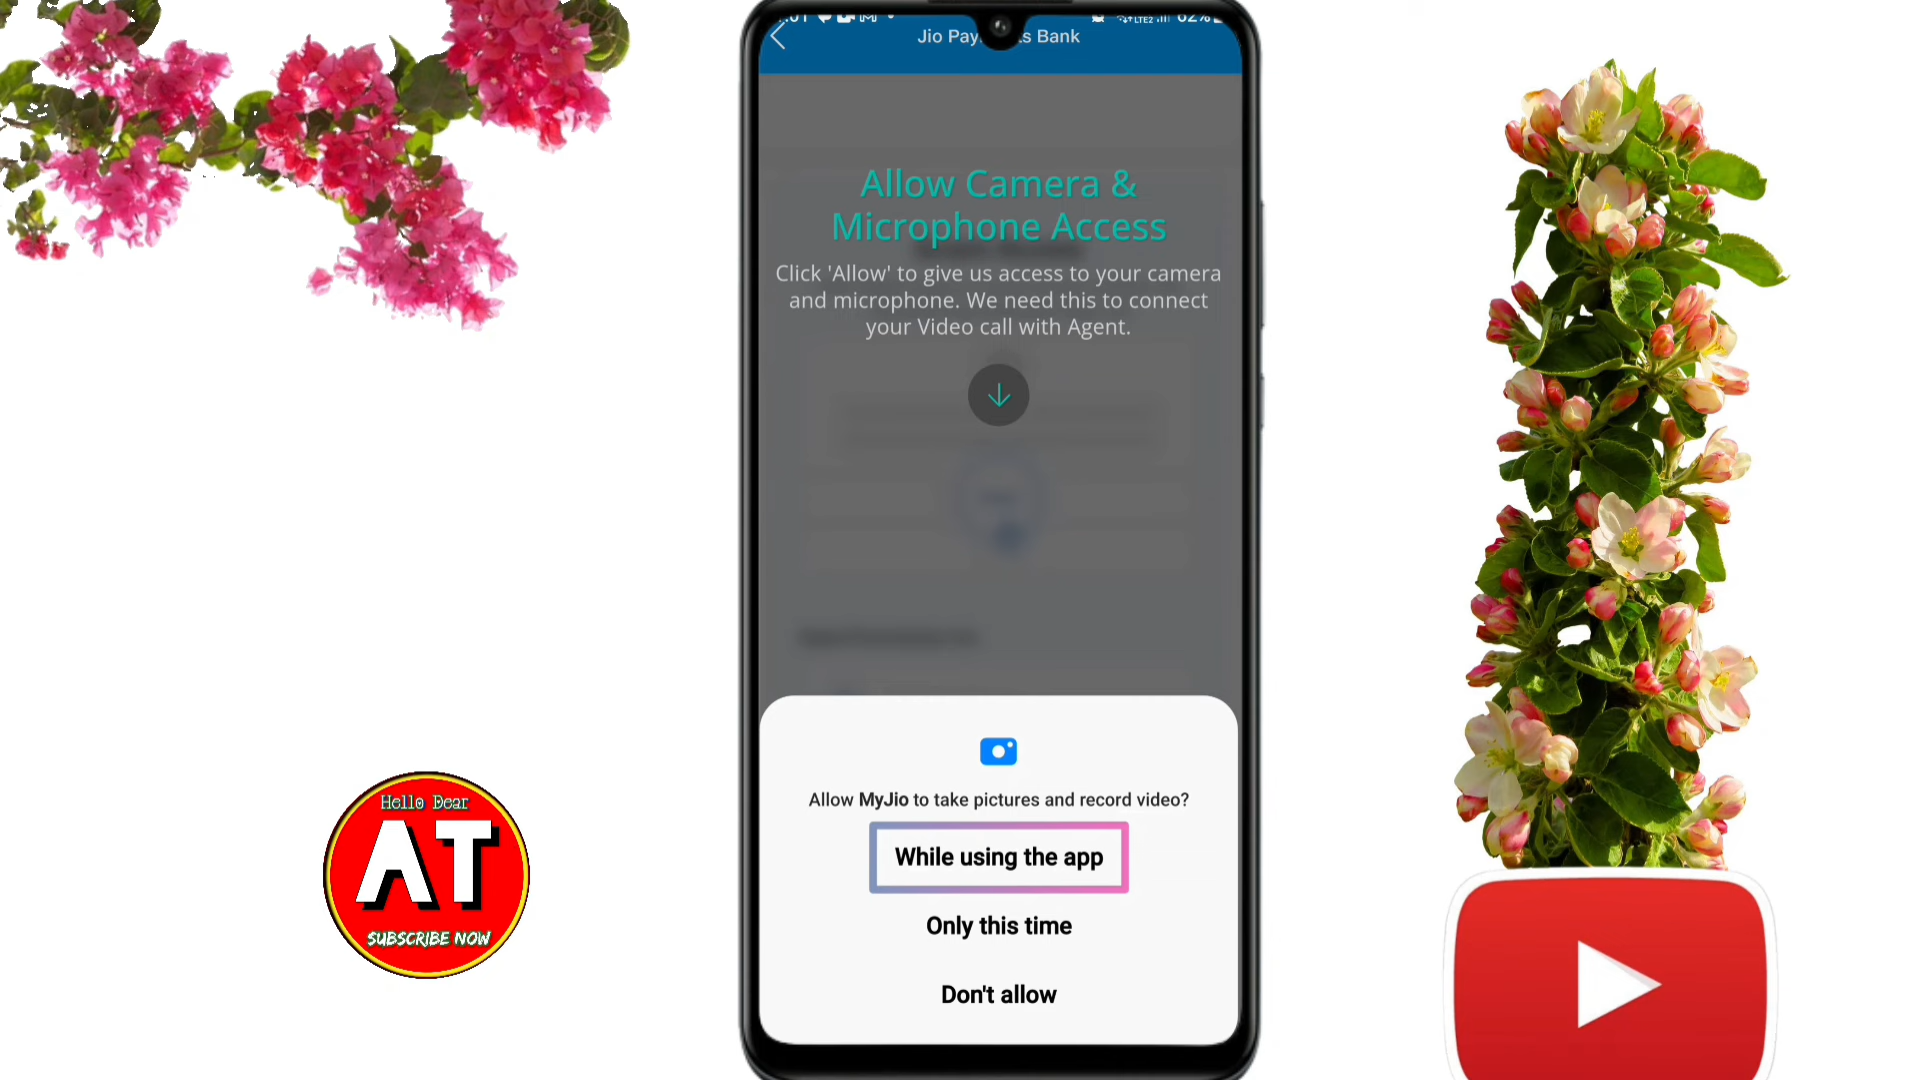 62%
Jio Pay
s Bank
Allow Camera &
Microphone Access
Click 'Allow' to give us access to your camera
and microphone. We need this to connect
your Video call with Agent.
Allow MyJio to take pictures and record video?
While using the app
Only this time
Don't allow
Hello Dear
AT
SUBSCRIBE NOW